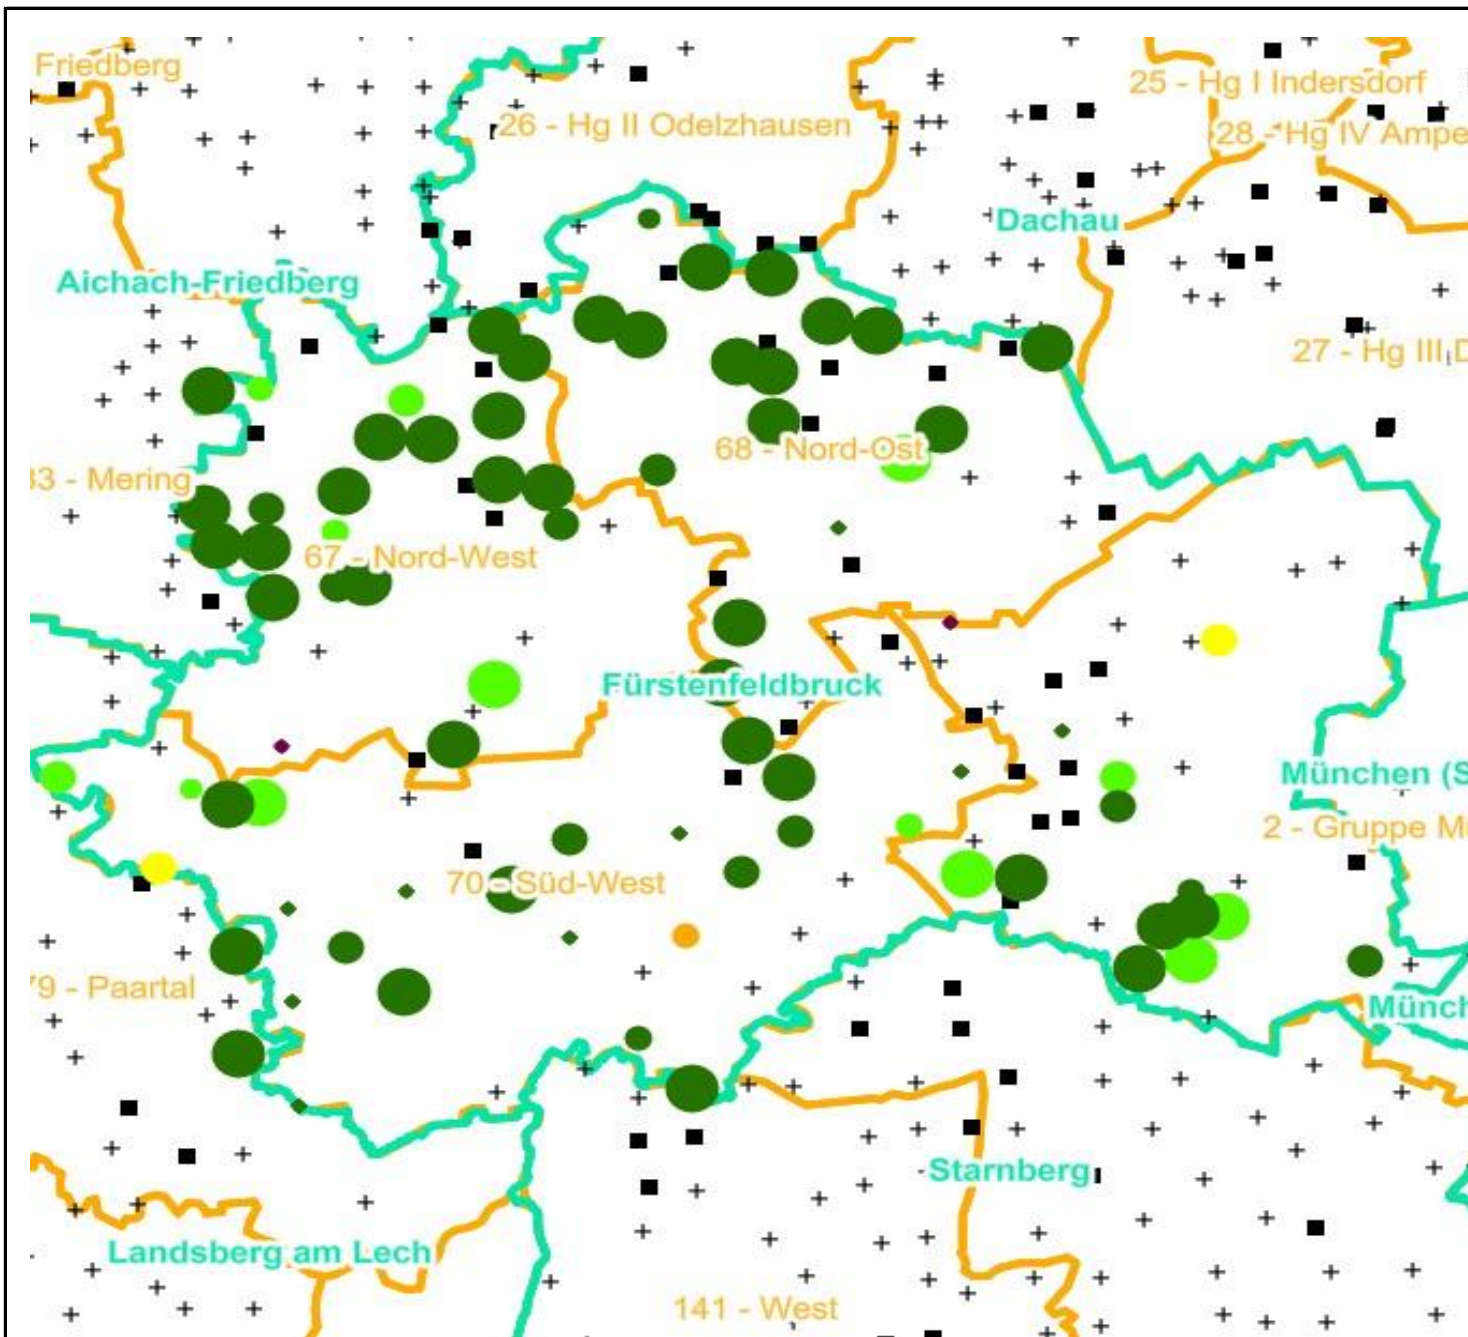 Friedberg
25 - Hg I Indersdorf
26 - Hg II Odelzhausen
28 - Hg IV Ampe
Dachau
Aichach-Friedberg
27 - Hg III D
68 - Nord-Ost
33 - Mering
67 - Nord-West
Fürstenfeldbruck
München (S
2 - Gruppe Mü
70 - Süd-West
79 - Paartal
Münch
Starnberg
Landsberg am Lech
141 - West